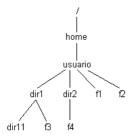 /
home
usuario
dir1 dir2 f1 f2
dir11 f3 f4